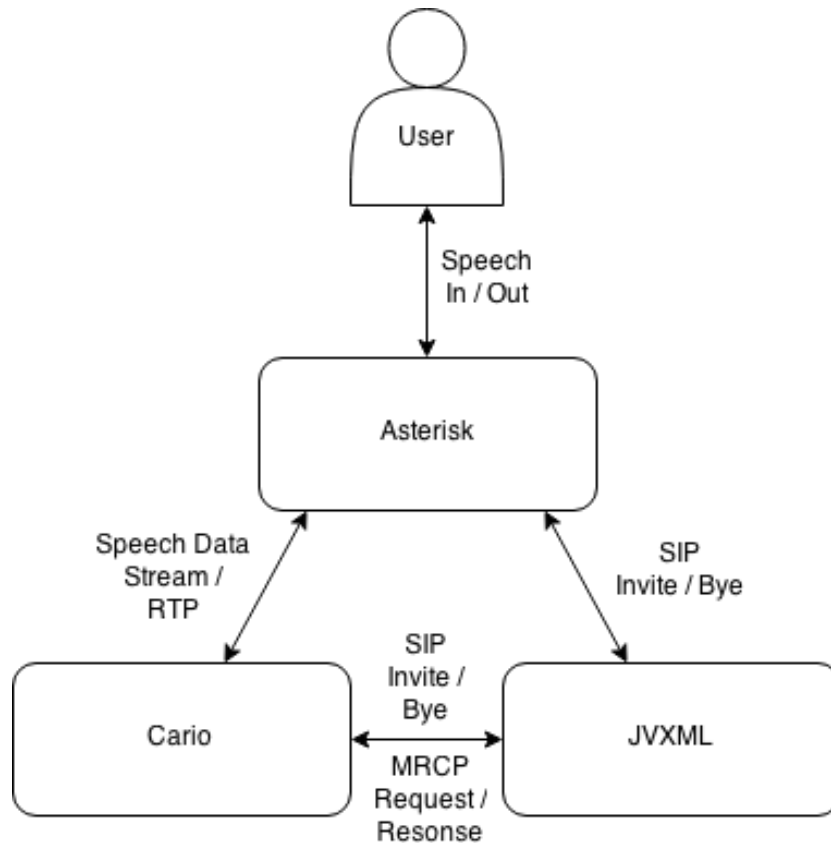 User
Speech
In / Out
Asterisk
Speech Data
Stream /
RTP
SIP
Invite / Bye
SIP
Invite /
Bye
Cario
JVXML
MRCP
Request /
Resonse